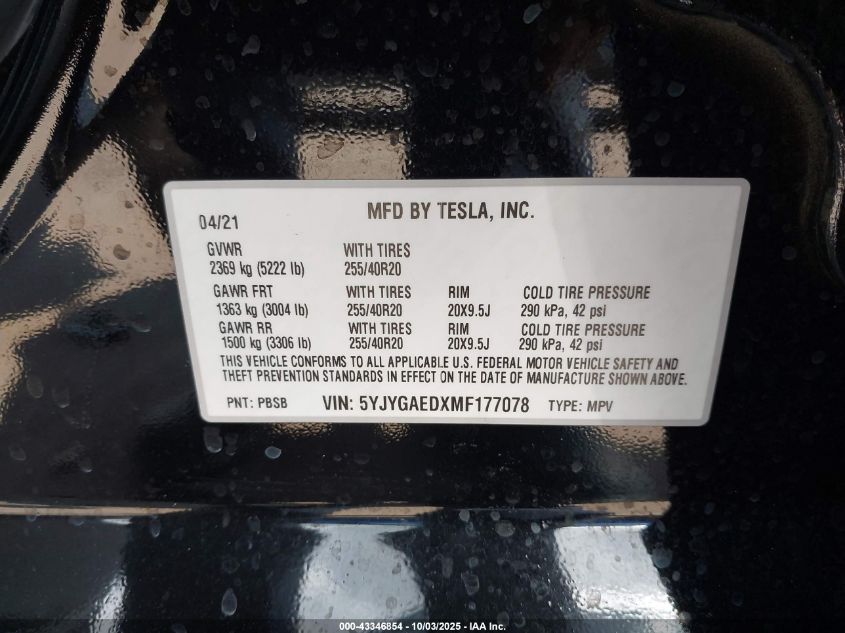 MFD BY TESLA, INC.
04/21
GVWR WITH TIRES
2369 kg (5222 lb) 255/40R20
GAWR FRT WITH TIRES RIM COLD TIRE PRESSURE
1363 kg (3004 lb) 255/40R20 20X9.5J 290 kPa, 42 psi
GAWR RR WITH TIRES RIM COLD TIRE PRESSURE
1500 kg (3306 lb) 255/40R20 20X9.5J 290 kPa, 42 psi
THIS VEHICLE CONFORMS TO ALL APPLICABLE U.S. FEDERAL MOTOR VEHICLE SAFETY AND
THEFT PREVENTION STANDARDS IN EFFECT ON THE DATE OF MANUFACTURE SHOWN ABOVE.
PNT: PBSB VIN: 5YJYGAEDXMF177078 TYPE: MPV
000-43346854 - 10/03/2025 - IAA Inc.